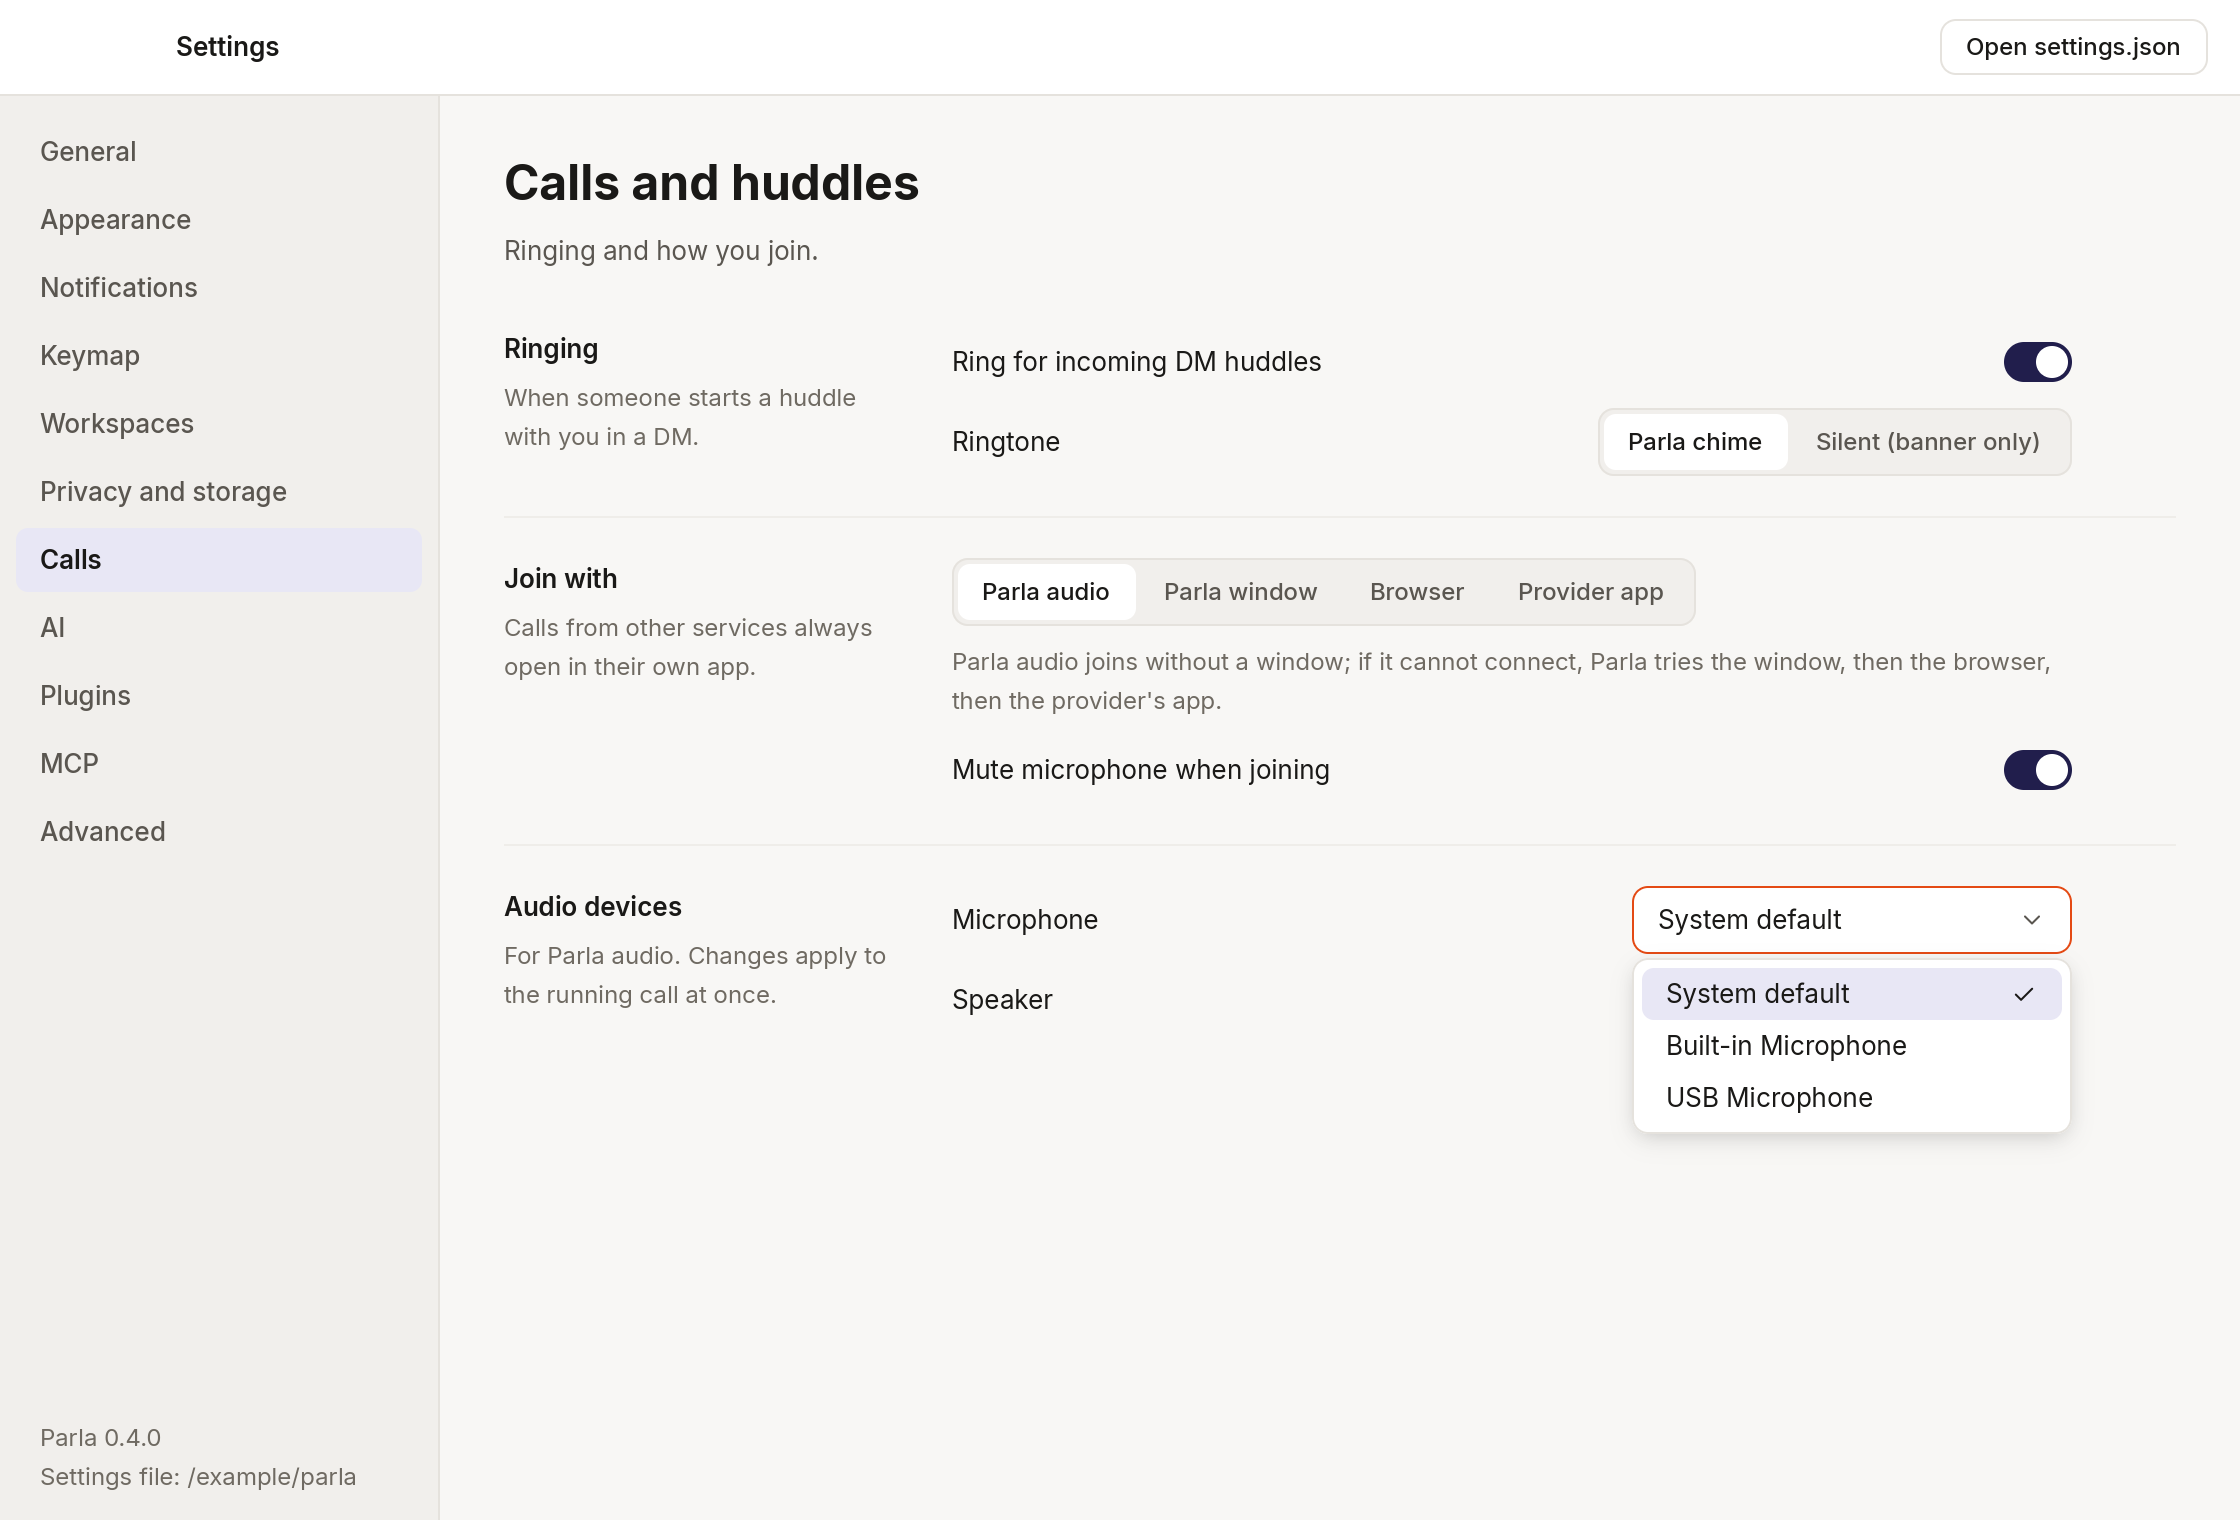 Settings
Open settings.json
General
Appearance
Notifications
Keymap
Workspaces
Privacy and storage
Calls
AI
Plugins
MCP
Advanced
Parla 0.4.0
Settings file: /example/parla
Calls and huddles
Ringing and how you join.
Ringing
When someone starts a huddle
with you in a DM.
Ring for incoming DM huddles
Ringtone
Parla chime
Silent (banner only)
Join with
Calls from other services always
open in their own app.
Parla audio
Parla window
Browser
Provider app
Parla audio joins without a window; if it cannot connect, Parla tries the window, then the browser,
then the provider's app.
Mute microphone when joining
Audio devices
For Parla audio. Changes apply to
the running call at once.
Microphone
System default
Speaker
System default
Built-in Microphone
USB Microphone